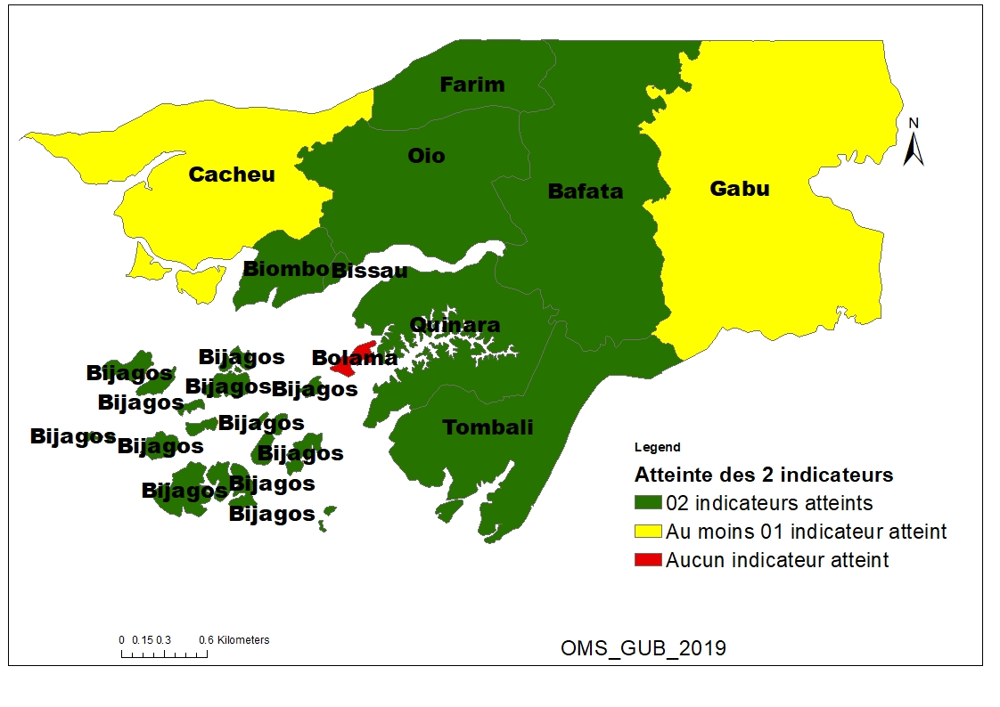 Farim
N
Oio
Cacheu
Gabu
Bafata
Biombo Bissau
Quinara
Bijagos
Bolama
Bijagos
Bijagos Bijagos
Bijagos
Bijagos
Tombali
Bijagos
Bijagos
Bijagos
Bijagos
Bijagos
Bijagos
Legend
Atteinte des 2 indicateurs
02 indicateurs atteints
Au moins 01 indicateur atteint
Aucun indicateur atteint
0 0.15 0.3 0.6 Kilometers
OMS_GUB_2019